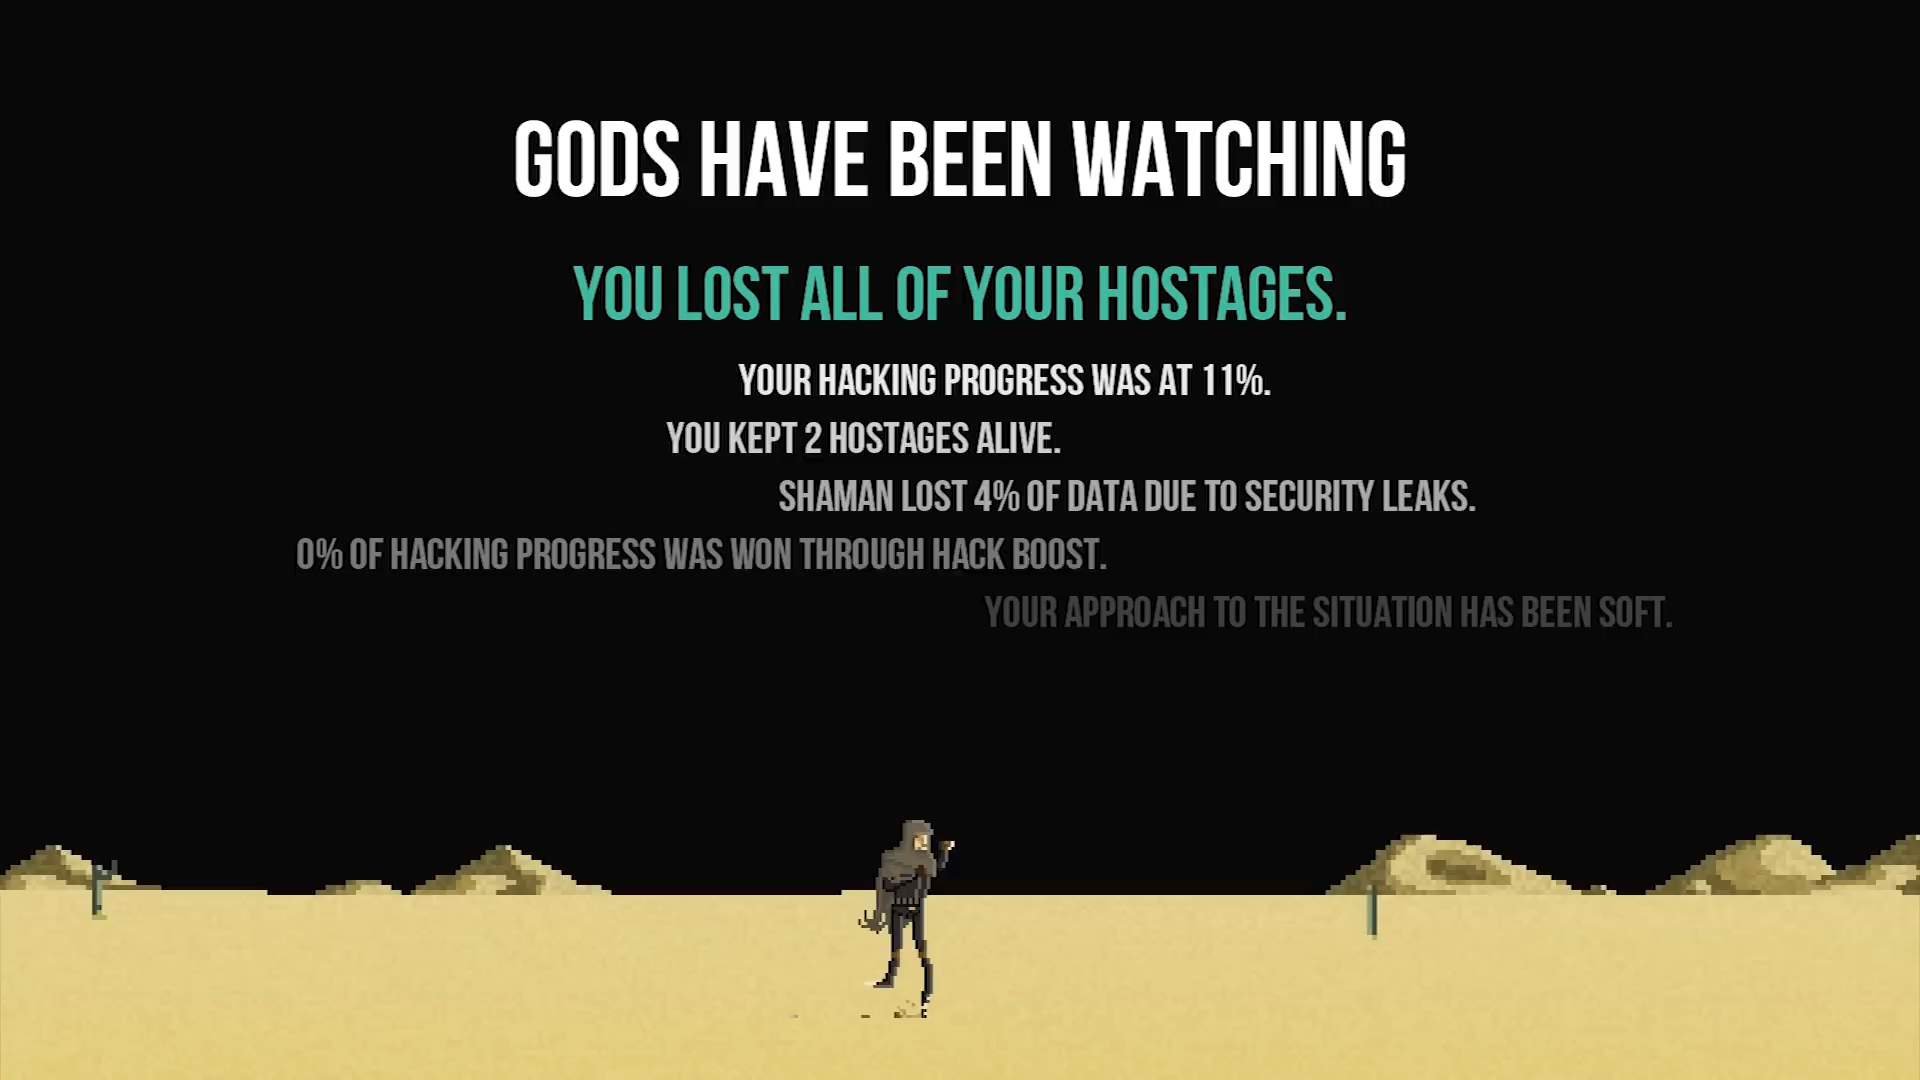 GODS HAVE BEEN WATCHING
YOU LOST ALL OF YOUR HOSTAGES.
YOUR HACKING PROGRESS WAS AT 11%.
YOU KEPT 2 HOSTAGES ALIVE.
SHAMAN LOST 4% OF DATA DUE TO SECURITY LEAKS.
0% OF HACKING PROGRESS WAS WON THROUGH HACK BOOST.
YOUR APPROACH TO THE SITUATION HAS BEEN SOFT.